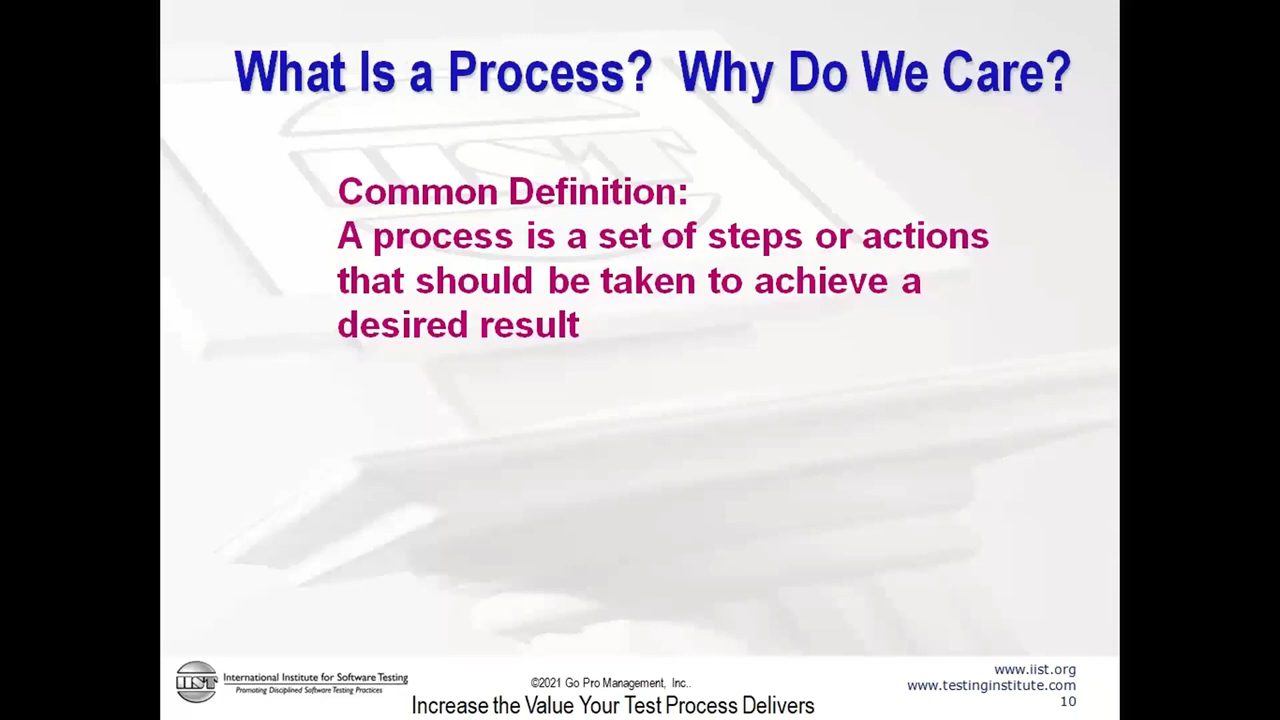 What Is a Process? Why Do We Care?
Common Definition:
A process is a set of steps or actions
that should be taken to achieve a
desired result
IIST
International Institute for Software Testing
Promoting Disciplined Software Testing Practices
©2021 Go Pro Management, Inc..
Increase the Value Your Test Process Delivers
www.iist.org
www.testinginstitute.com
10